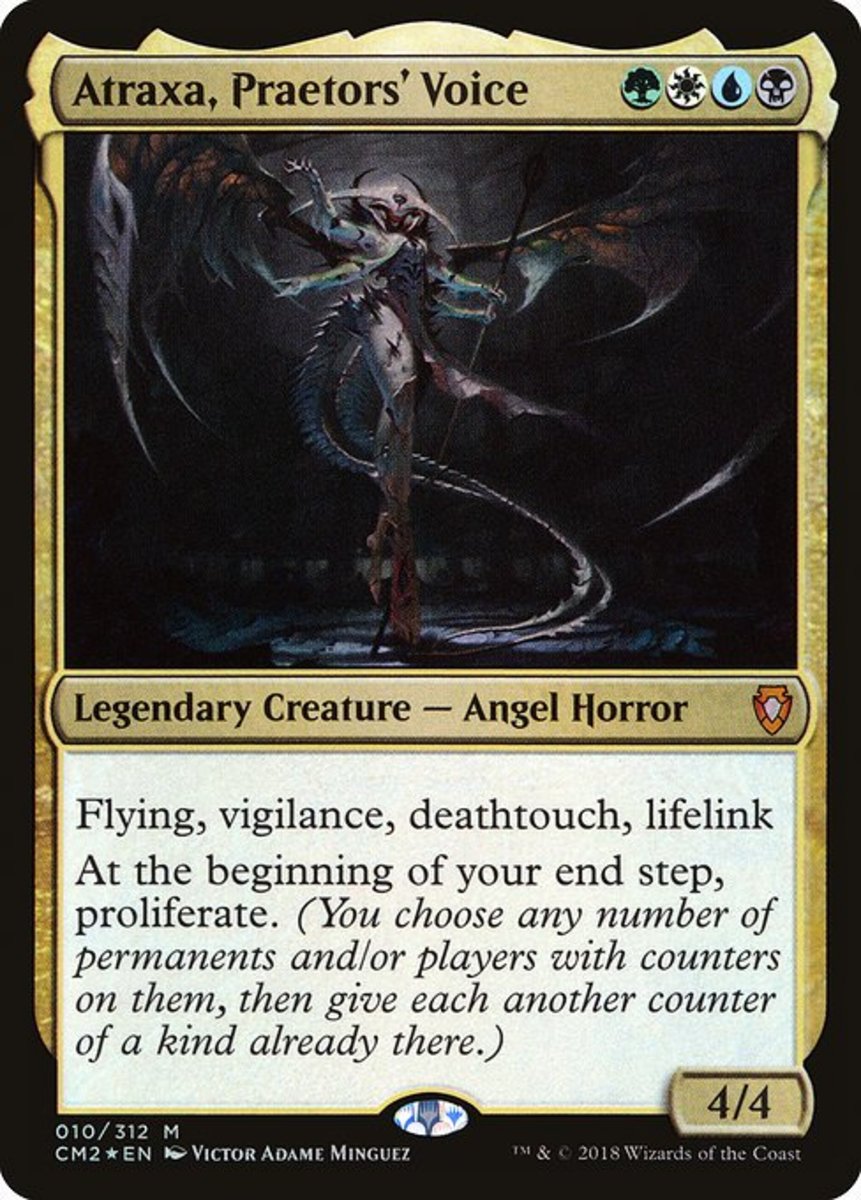 Atraxa, Praetors' Voice
Legendary Creature — Angel Horror
Flying, vigilance, deathtouch, lifelink
At the beginning of your end step,
proliferate. (You choose any number of
permanents and/or players with counters
on them, then give each another counter
of a kind already there.)
4/4
010/312 M
CM2★EN Victor Adame Minguez
™ & © 2018 Wizards of the Coast